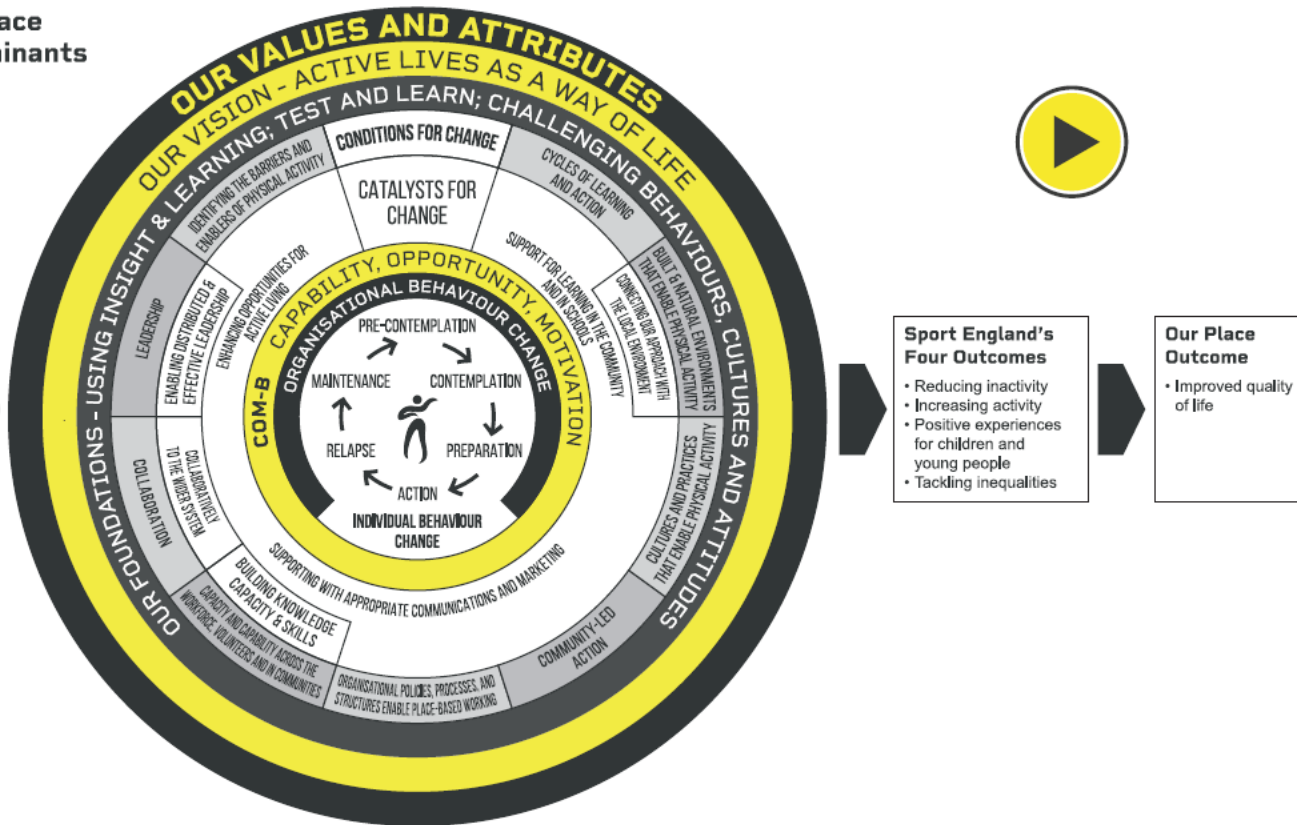 ace
inants
OUR VALUES AND ATTRIBUTES
OUR VISION - ACTIVE LIVES AS A WAY OF LIFE
OUR FOUNDATIONS - USING INSIGHT & LEARNING; TEST AND LEARN; CHALLENGING BEHAVIOURS, CULTURES AND ATTITUDES
CONDITIONS FOR CHANGE
CYCLES OF LEARNING
AND ACTION
BUILT & NATURAL ENVIRONMENTS
THAT ENABLE PHYSICAL ACTIVITY
CULTURES AND PRACTICES
THAT ENABLE PHYSICAL ACTIVITY
COMMUNITY-LED
ACTION
ORGANISATIONAL POLICIES, PROCESSES, AND
STRUCTURES ENABLE PLACE-BASED WORKING
CAPACITY AND CAPABILITY ACROSS THE
WORKFORCE, VOLUNTEERS AND IN COMMUNITIES
COLLABORATION
LEADERSHIP
IDENTIFYING THE BARRIERS AND
ENABLERS OF PHYSICAL ACTIVITY
CATALYSTS FOR
CHANGE
SUPPORT FOR LEARNING IN THE COMMUNITY
AND IN SCHOOLS
CONNECTING OUR APPROACH WITH
THE LOCAL ENVIRONMENT
SUPPORTING WITH APPROPRIATE COMMUNICATIONS AND MARKETING
BUILDING KNOWLEDGE
CAPACITY & SKILLS
COLLABORATIVELY
TO THE WIDER SYSTEM
ENABLING DISTRIBUTED &
EFFECTIVE LEADERSHIP
ENHANCING OPPORTUNITIES FOR
ACTIVE LIVING
COM-B
CAPABILITY, OPPORTUNITY, MOTIVATION
ORGANISATIONAL BEHAVIOUR CHANGE
PRE-CONTEMPLATION
CONTEMPLATION
PREPARATION
ACTION
RELAPSE
MAINTENANCE
INDIVIDUAL BEHAVIOUR
CHANGE
Sport England's
Four Outcomes
• Reducing inactivity
• Increasing activity
• Positive experiences
for children and
young people
• Tackling inequalities
Our Place
Outcome
• Improved quality
of life